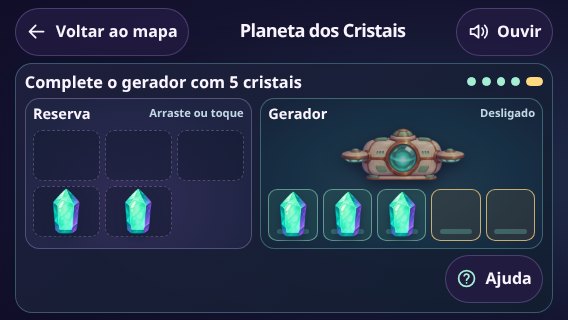 Voltar ao mapa
Planeta dos Cristais
Ouvir
Complete o gerador com 5 cristais
Reserva
Arraste ou toque
Gerador
Desligado
Ajuda